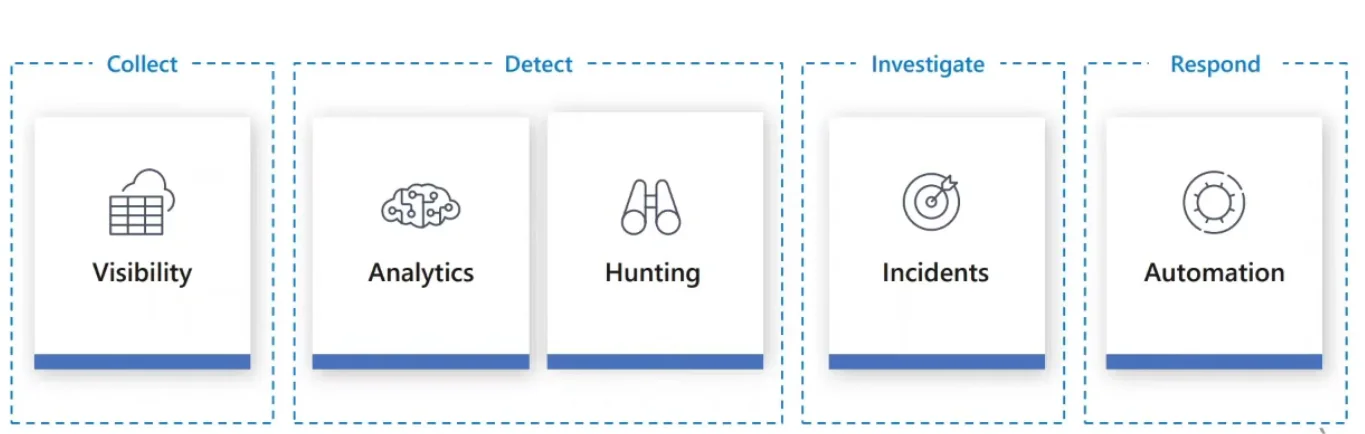 Collect
Detect
Investigate
Respond
Visibility
Analytics
Hunting
Incidents
Automation